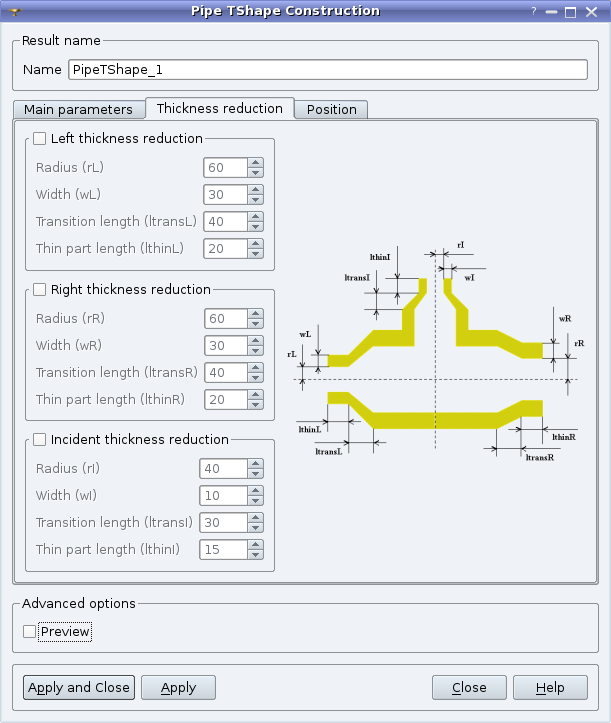 Pipe TShape Construction
?
Result name
Name PipeTShape_1
Main parameters Thickness reduction Position
Left thickness reduction
Radius (rL) 60
Width (wL) 30
Transition length (ltransL) 40
Thin part length (lthinL) 20
Right thickness reduction
Radius (rR) 60
Width (wR) 30
Transition length (ltransR) 40
Thin part length (lthinR) 20
Incident thickness reduction
Radius (rI) 40
Width (wI) 10
Transition length (ltransI) 30
Thin part length (lthinI) 15
rI
lthinI
ltransI
wI
wR
wL
rR
rL
lthinL
lthinR
ltransL
ltransR
Advanced options
Preview
Apply and Close Apply Close Help